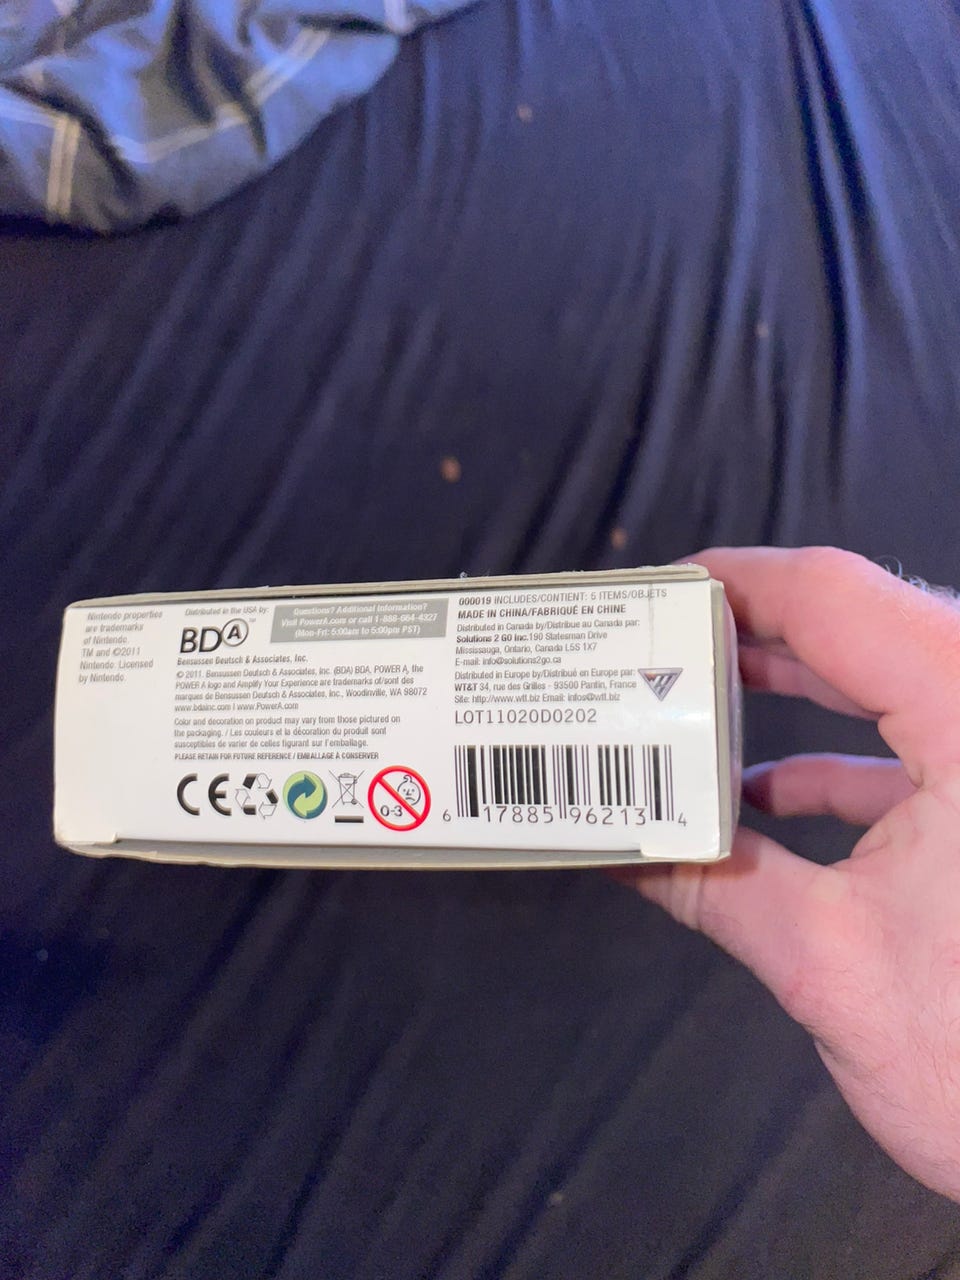 Nintendo properties
are trademarks
of Nintendo.
TM and ©2011
Nintendo. Licensed
by Nintendo.
Distributed in the USA by:
BDA™
Bensussen Deutsch & Associates, Inc.
Questions? Additional Information?
Visit PowerA.com or call 1-888-664-4327
(Mon-Fri: 5:00am to 5:00pm PST)
© 2011. Bensussen Deutsch & Associates, Inc. (BDA) BDA, POWER A, the
POWER A logo and Amplify Your Experience are trademarks of/sont des
marques de Bensussen Deutsch & Associates, Inc., Woodinville, WA 98072
www.bdainc.com | www.PowerA.com
Color and decoration on product may vary from those pictured on
the packaging. / Les couleurs et la décoration du produit sont
susceptibles de varier de celles figurant sur l'emballage.
PLEASE RETAIN FOR FUTURE REFERENCE / EMBALLAGE À CONSERVER
CE
0-3
000019 INCLUDES/CONTIENT: 5 ITEMS/OBJETS
MADE IN CHINA/FABRIQUÉ EN CHINE
Distributed in Canada by/Distribue au Canada par:
Solutions 2 GO Inc.190 Statesman Drive
Mississauga, Ontario, Canada L5S 1X7
E-mail: info@solutions2go.ca
Distributed in Europe by/Distribué en Europe par:
WT&T 34, rue des Grilles - 93500 Pantin, France
Site: http://www.wtl.biz Email: infos@wtl.biz
LOT11020D0202
6 17885 96213 4